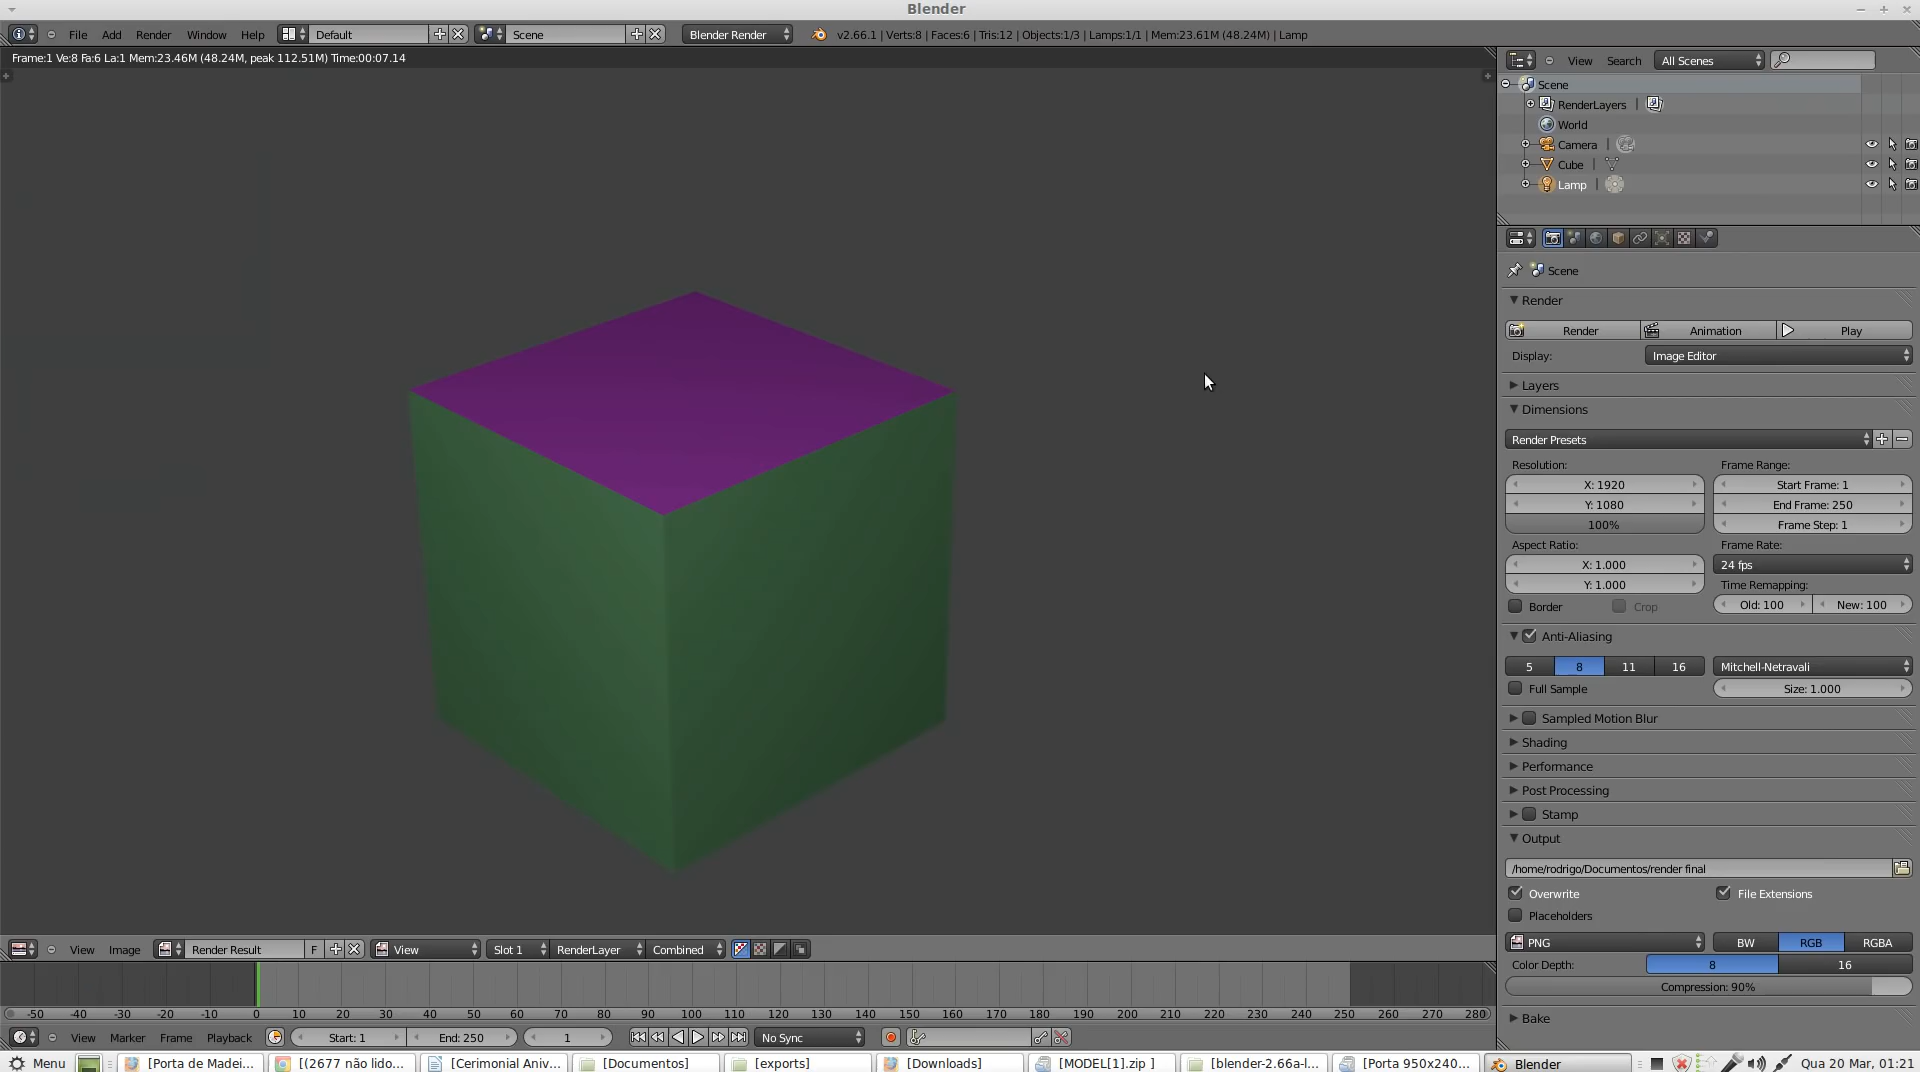 Blender
File Add Render Window Help Default Scene Blender Render v2.66.1 | Verts:8 | Faces:6 | Tris:12 | Objects:1/3 | Lamps:1/1 | Mem:23.61M (48.24M) | Lamp
Frame:1 Ve:8 Fa:6 La:1 Mem:23.46M (48.24M, peak 112.51M) Time:00:07.14
View Search All Scenes
Scene
RenderLayers
World
Camera
Cube
Lamp
Scene
Render
Render Animation Play
Display: Image Editor
Layers
Dimensions
Render Presets
Resolution: Frame Range:
X: 1920 Start Frame: 1
Y: 1080 End Frame: 250
100% Frame Step: 1
Aspect Ratio: Frame Rate:
X: 1.000 24 fps
Y: 1.000 Time Remapping:
Border Crop Old: 100 New: 100
Anti-Aliasing
5 8 11 16 Mitchell-Netravali
Full Sample Size: 1.000
Sampled Motion Blur
Shading
Performance
Post Processing
Stamp
Output
/home/rodrigo/Documentos/render final
Overwrite File Extensions
Placeholders
PNG BW RGB RGBA
Color Depth: 8 16
Compression: 90%
Bake
View Image Render Result F View Slot 1 RenderLayer Combined
-50 -40 -30 -20 -10 0 10 20 30 40 50 60 70 80 90 100 110 120 130 140 150 160 170 180 190 200 210 220 230 240 250 260 270 280
View Marker Frame Playback Start: 1 End: 250 1 No Sync
Menu [Porta de Madei... [(2677 não lido... [Cerimonial Aniv... [Documentos] [exports] [Downloads] [MODEL[1].zip ] [blender-2.66a-l... [Porta 950x240... Blender Qua 20 Mar, 01:21